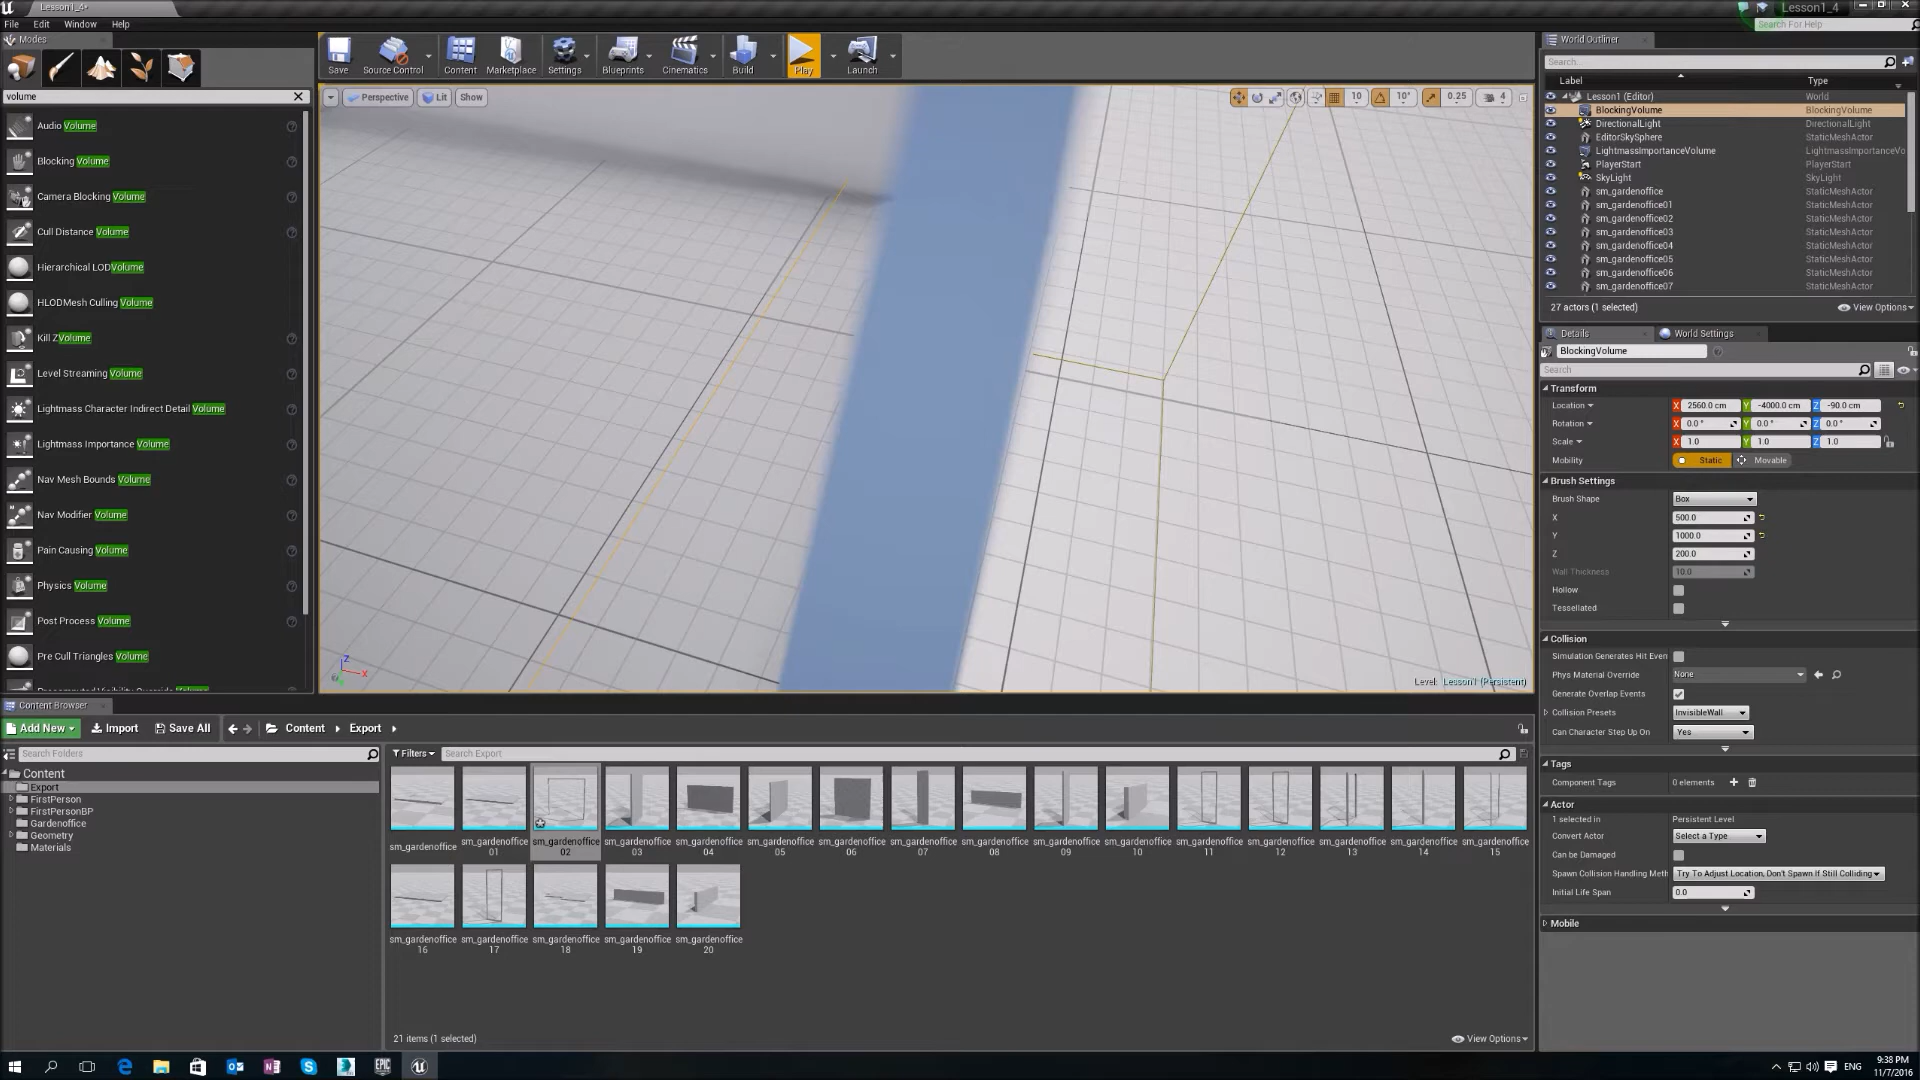 Lesson1_4*
Lesson1_4
File Edit Window Help
Search For Help
Modes
volume
Audio Volume
Blocking Volume
Camera Blocking Volume
Cull Distance Volume
Hierarchical LODVolume
HLODMesh Culling Volume
Kill ZVolume
Level Streaming Volume
Lightmass Character Indirect Detail Volume
Lightmass Importance Volume
Nav Mesh Bounds Volume
Nav Modifier Volume
Pain Causing Volume
Physics Volume
Post Process Volume
Pre Cull Triangles Volume
Precomputed Visibility Override Volume
Save Source Control Content Marketplace Settings Blueprints Cinematics Build Play Launch
Perspective Lit Show
10 10° 0.25 4
Z
X
Level: Lesson1 (Persistent)
World Outliner
Search...
Label Type
Lesson1 (Editor) World
BlockingVolume BlockingVolume
DirectionalLight DirectionalLight
EditorSkySphere StaticMeshActor
LightmassImportanceVolume LightmassImportanceVo
PlayerStart PlayerStart
SkyLight SkyLight
sm_gardenoffice StaticMeshActor
sm_gardenoffice01 StaticMeshActor
sm_gardenoffice02 StaticMeshActor
sm_gardenoffice03 StaticMeshActor
sm_gardenoffice04 StaticMeshActor
sm_gardenoffice05 StaticMeshActor
sm_gardenoffice06 StaticMeshActor
sm_gardenoffice07 StaticMeshActor
27 actors (1 selected) View Options
Details World Settings
BlockingVolume
Search
Transform
Location X 2560.0 cm Y -4000.0 cm Z -90.0 cm
Rotation X 0.0 ° Y 0.0 ° Z 0.0 °
Scale X 1.0 Y 1.0 Z 1.0
Mobility Static Movable
Brush Settings
Brush Shape Box
X 500.0
Y 1000.0
Z 200.0
Wall Thickness 10.0
Hollow
Tessellated
Collision
Simulation Generates Hit Even
Phys Material Override None
Generate Overlap Events
Collision Presets InvisibleWall
Can Character Step Up On Yes
Tags
Component Tags 0 elements
Actor
1 selected in Persistent Level
Convert Actor Select a Type
Can be Damaged
Spawn Collision Handling Meth Try To Adjust Location, Don't Spawn If Still Colliding
Initial Life Span 0.0
Mobile
Content Browser
Add New Import Save All Content Export
Search Folders
Content
Export
FirstPerson
FirstPersonBP
Gardenoffice
Geometry
Materials
Filters Search Export
sm_gardenoffice
sm_gardenoffice 01
sm_gardenoffice 02
sm_gardenoffice 03
sm_gardenoffice 04
sm_gardenoffice 05
sm_gardenoffice 06
sm_gardenoffice 07
sm_gardenoffice 08
sm_gardenoffice 09
sm_gardenoffice 10
sm_gardenoffice 11
sm_gardenoffice 12
sm_gardenoffice 13
sm_gardenoffice 14
sm_gardenoffice 15
sm_gardenoffice 16
sm_gardenoffice 17
sm_gardenoffice 18
sm_gardenoffice 19
sm_gardenoffice 20
21 items (1 selected) View Options
EPIC
ENG
9:38 PM
11/7/2016